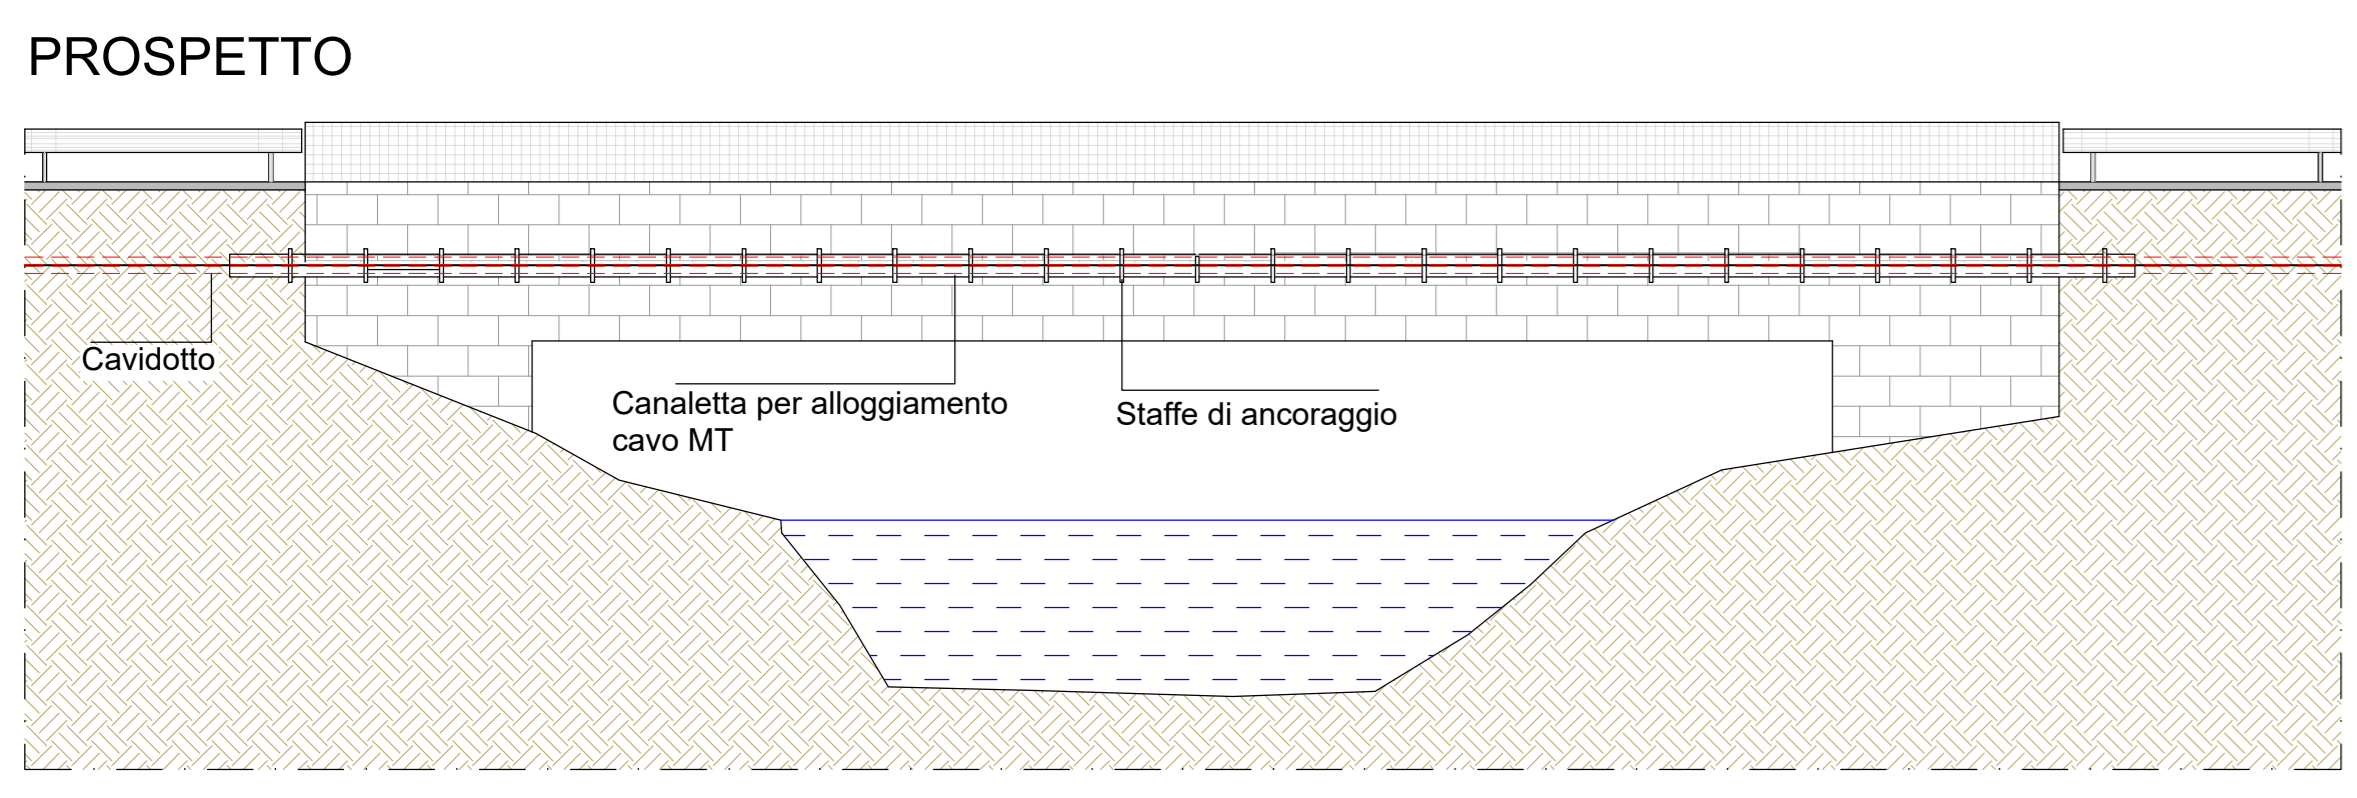 PROSPETTO
Cavidotto
Canaletta per alloggiamento
cavo MT
Staffe di ancoraggio